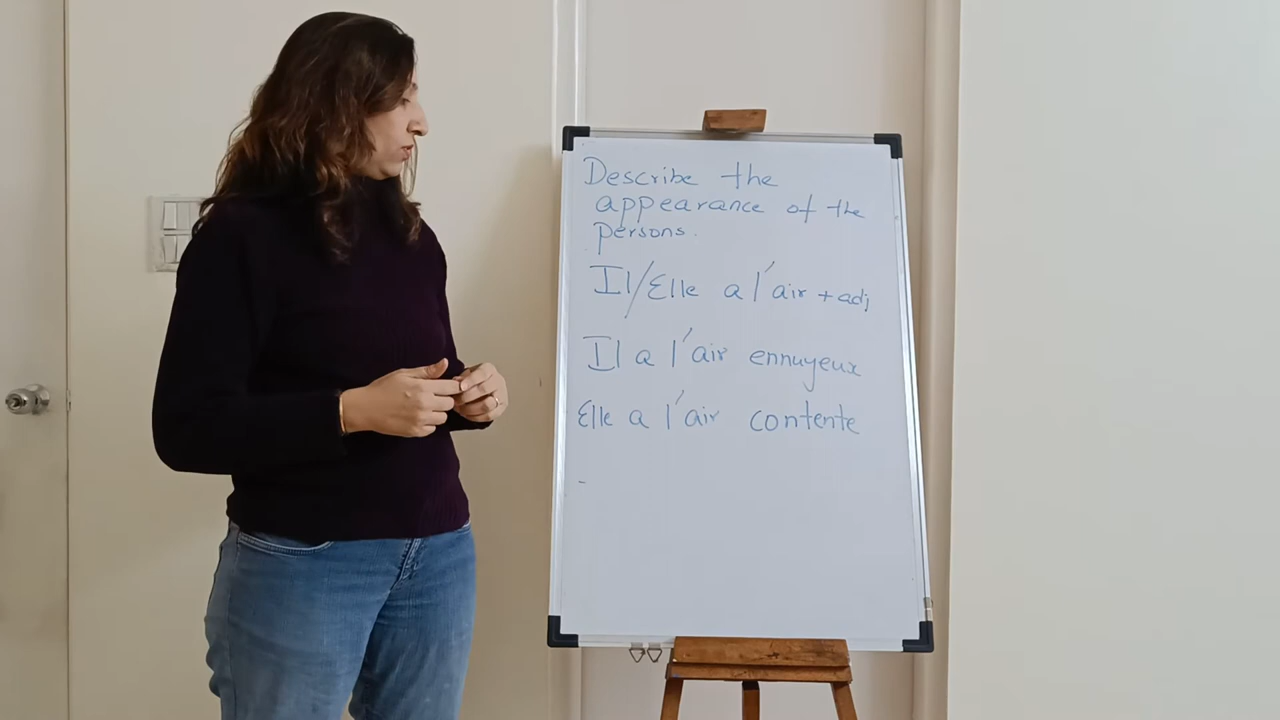 Describe the
appearance of the
persons.
Il/Elle a l'air + adj
Il a l'air ennuyeux
Elle a l'air contente
-